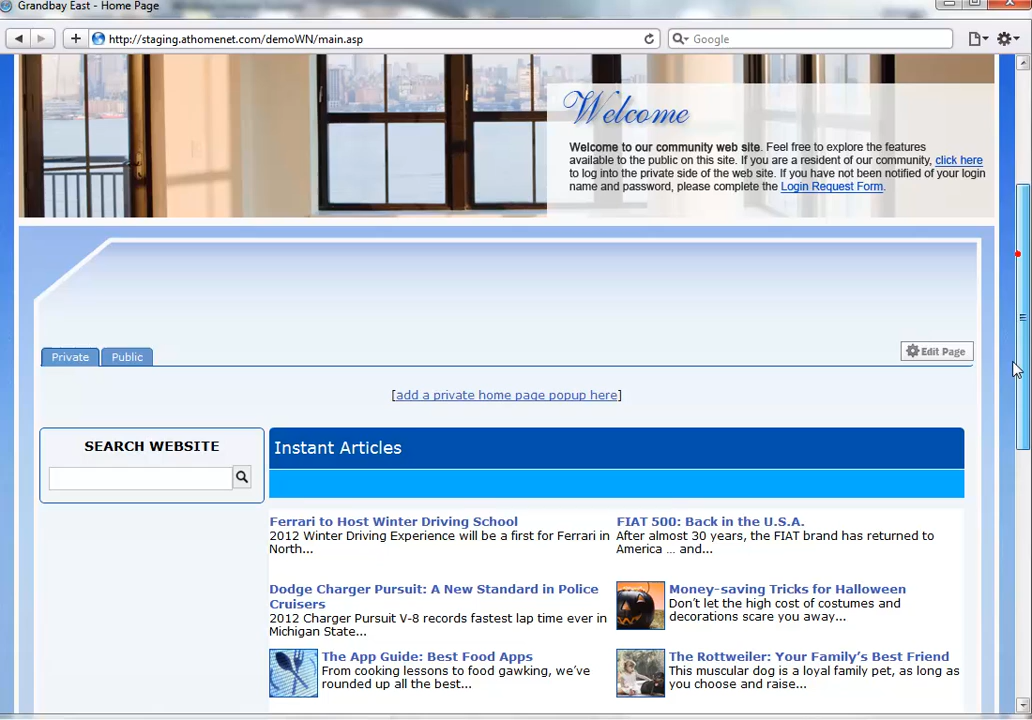 Grandbay East - Home Page
http://staging.athomenet.com/demoWN/main.asp
Google
Welcome
Welcome to our community web site. Feel free to explore the features
available to the public on this site. If you are a resident of our community, click here
to log into the private side of the web site. If you have not been notified of your login
name and password, please complete the Login Request Form.
Private
Public
Edit Page
[add a private home page popup here]
SEARCH WEBSITE
Instant Articles
Ferrari to Host Winter Driving School
2012 Winter Driving Experience will be a first for Ferrari in
North...
FIAT 500: Back in the U.S.A.
After almost 30 years, the FIAT brand has returned to
America … and...
Dodge Charger Pursuit: A New Standard in Police
Cruisers
2012 Charger Pursuit V-8 records fastest lap time ever in
Michigan State...
Money-saving Tricks for Halloween
Don’t let the high cost of costumes and
decorations scare you away...
The App Guide: Best Food Apps
From cooking lessons to food gawking, we’ve
rounded up all the best...
The Rottweiler: Your Family’s Best Friend
This muscular dog is a loyal family pet, as long as
you choose and raise...